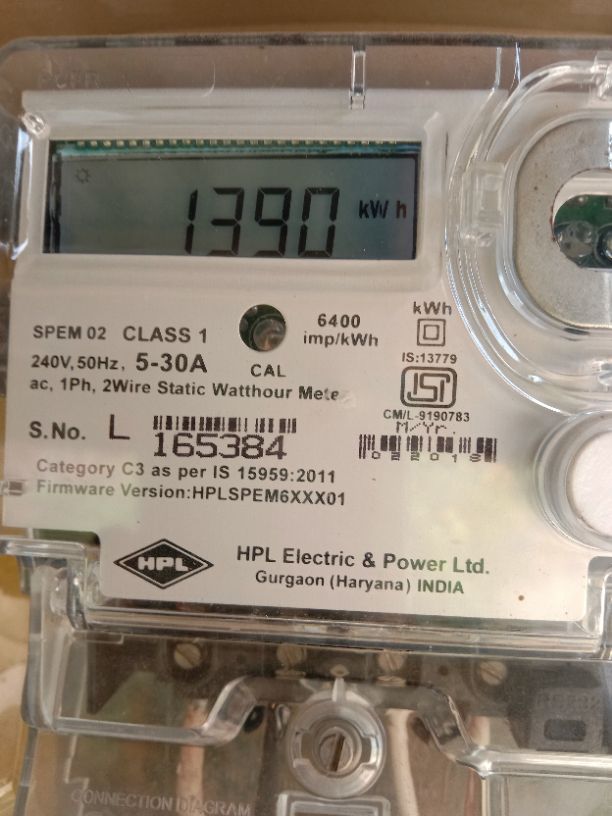 1390 kWh
SPEM 02 CLASS 1
240V, 50Hz, 5-30A
ac, 1Ph, 2Wire Static Watthour Mete
CAL
6400
imp/kWh
kWh
IS:13779
ISI
CM/L-9190783
M/Yr.
S.No. L 165384
Category C3 as per IS 15959:2011
Firmware Version:HPLSPEM6XXX01
HPL
HPL Electric & Power Ltd.
Gurgaon (Haryana) INDIA
CONNECTION DIAGRAM